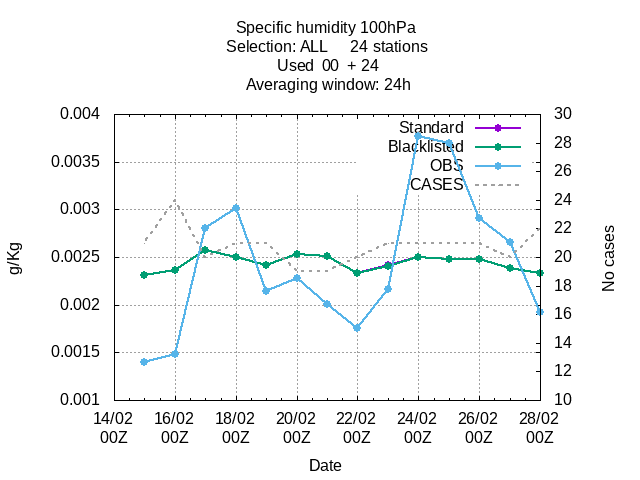 Specific humidity 100hPa
Selection: ALL 24 stations
Used 00 + 24
Averaging window: 24h
0.004
0.0035
0.003
0.0025
0.002
0.0015
0.001
g/Kg
30
28
26
24
22
20
18
16
14
12
10
No cases
Standard
Blacklisted
OBS
CASES
14/02 16/02 18/02 20/02 22/02 24/02 26/02 28/02
00Z 00Z 00Z 00Z 00Z 00Z 00Z 00Z
Date